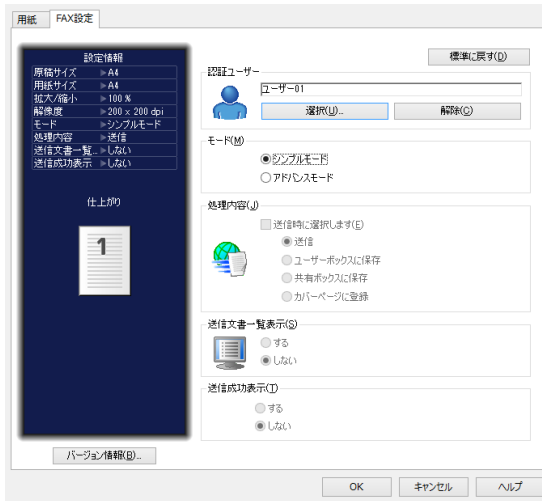 用紙
FAX設定
設定情報
原稿サイズ ▶A4
用紙サイズ ▶A4
拡大/縮小 ▶100 %
解像度 ▶200 × 200 dpi
モード ▶シンプルモード
処理内容 ▶送信
送信文書一覧... ▶しない
送信成功表示 ▶しない
仕上がり
1
バージョン情報(B)...
標準に戻す(D)
認証ユーザー
ユーザー01
選択(U)...
解除(C)
モード(M)
シンプルモード
アドバンスモード
処理内容(J)
送信時に選択します(E)
送信
ユーザーボックスに保存
共有ボックスに保存
カバーページに登録
送信文書一覧表示(S)
する
しない
送信成功表示(T)
する
しない
OK
キャンセル
ヘルプ